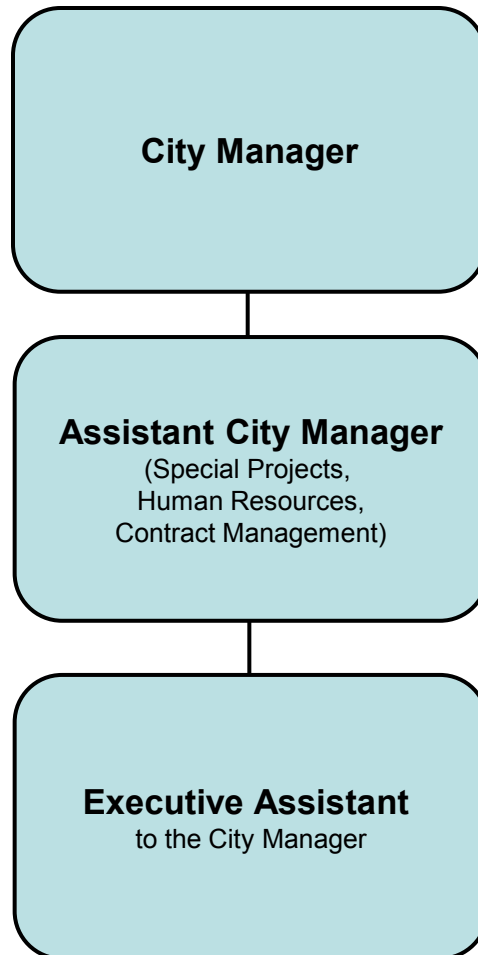 City Manager
Assistant City Manager
(Special Projects,
Human Resources,
Contract Management)
Executive Assistant
to the City Manager